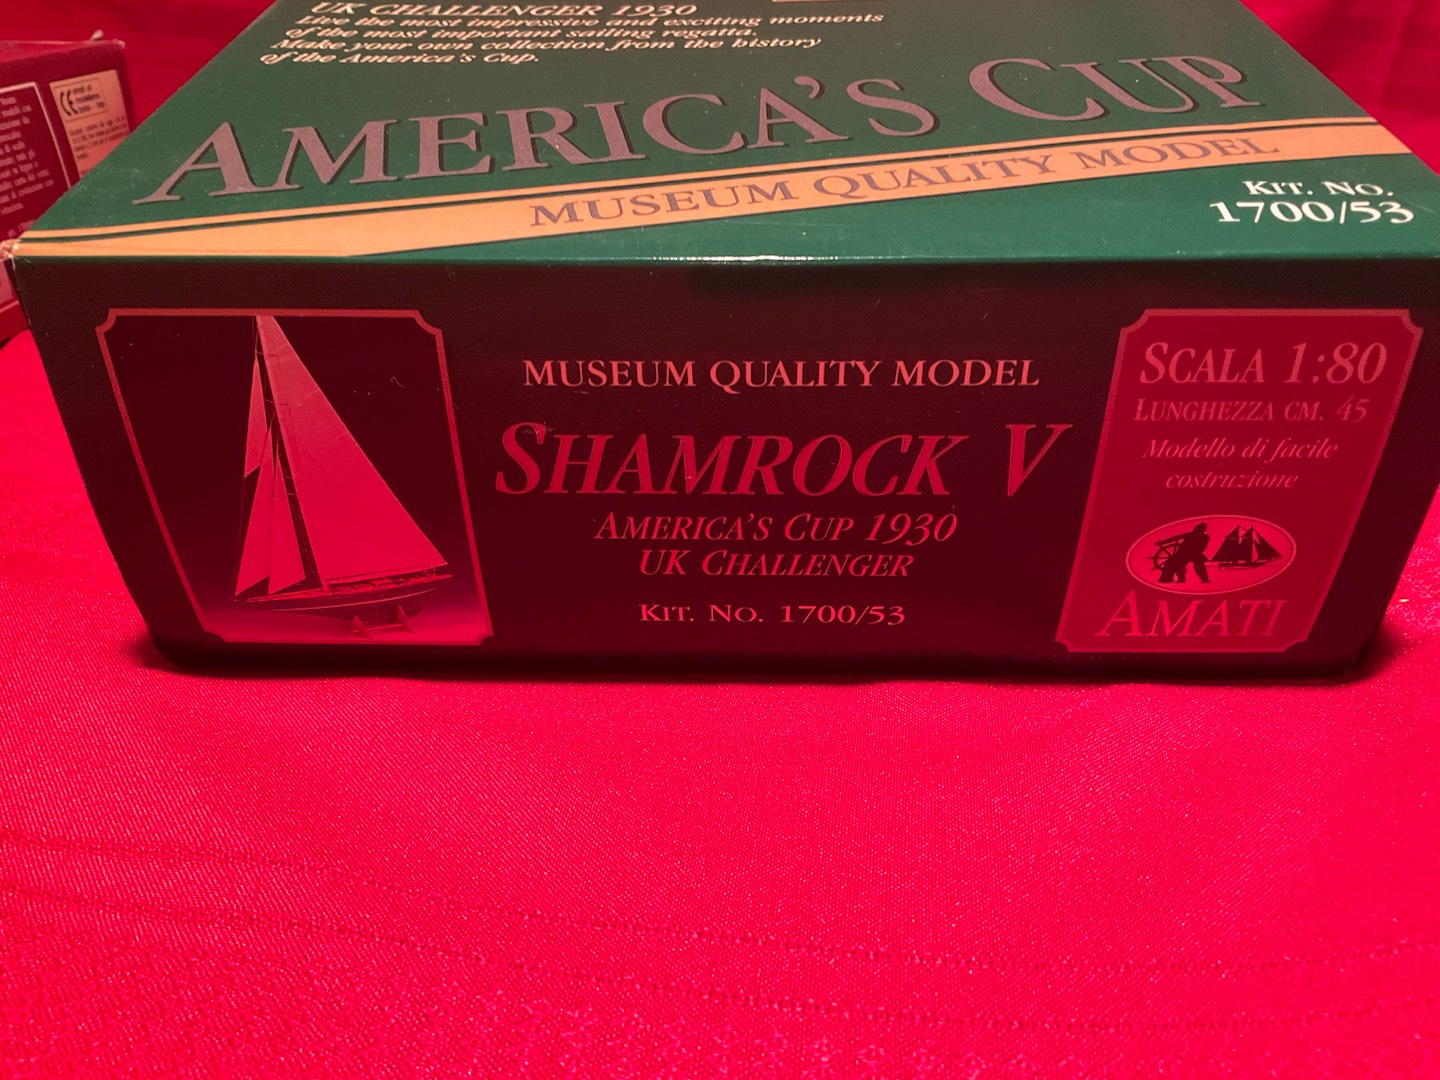 UK CHALLENGER 1930
Live the most impressive and exciting moments
of the most important sailing regatta.
Make your own collection from the history
of the America's Cup.
AMERICA'S CUP
MUSEUM QUALITY MODEL
KIT. NO.
1700/53
MUSEUM QUALITY MODEL
SHAMROCK V
AMERICA'S CUP 1930
UK CHALLENGER
KIT. NO. 1700/53
SCALA 1:80
LUNGHEZZA CM. 45
Modello di facile
costruzione
AMATI
CE